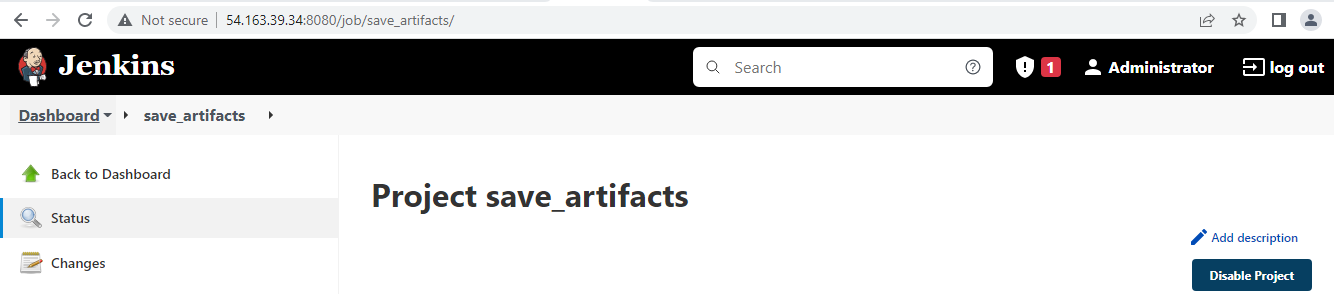 Not secure | 54.163.39.34:8080/job/save_artifacts/
Jenkins Search 1 Administrator log out
Dashboard save_artifacts
Back to Dashboard
Project save_artifacts
Status
Add description
Changes
Disable Project